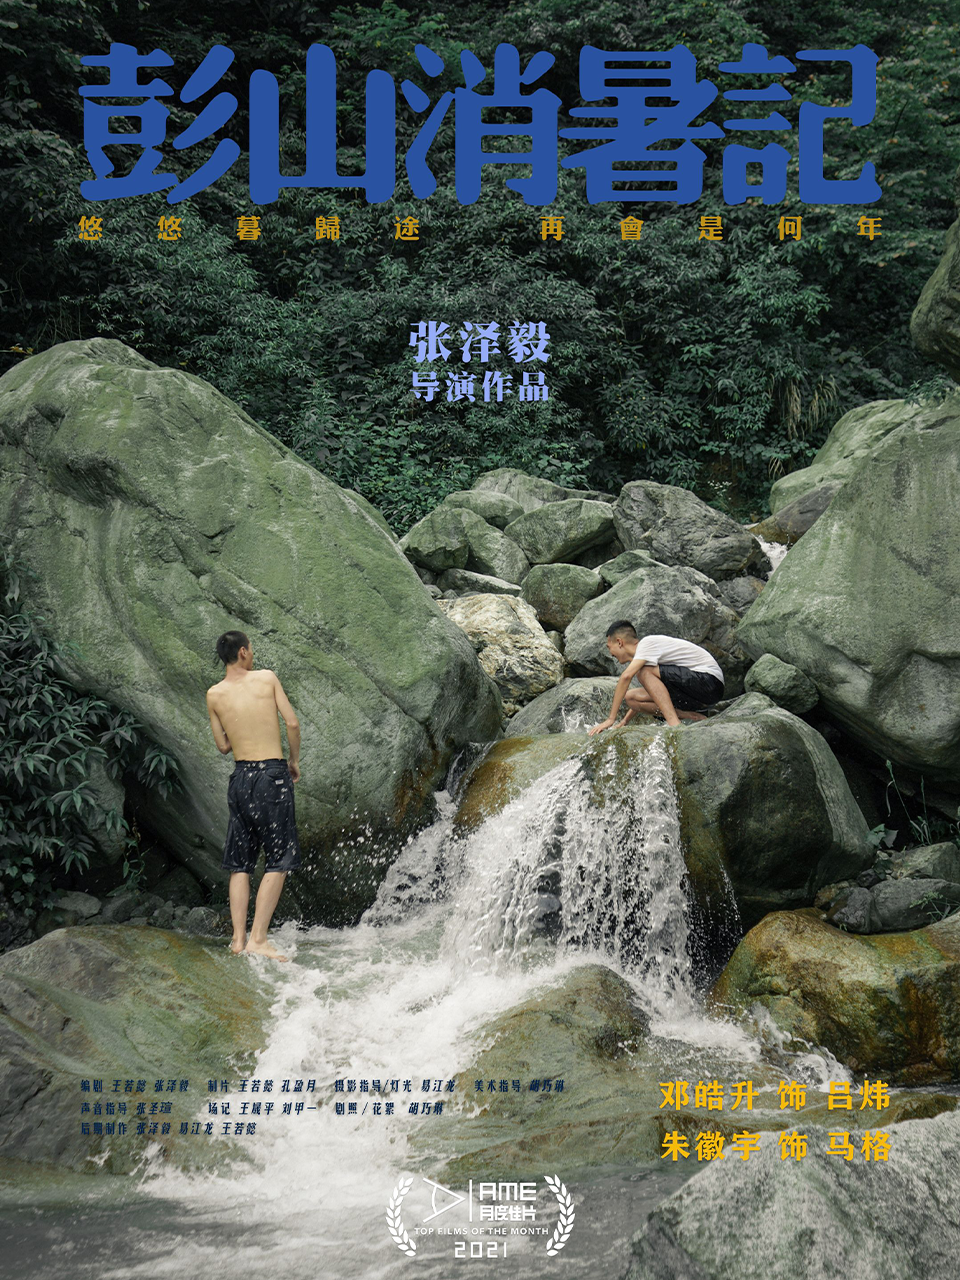 彭山消暑記
悠悠暮歸途 再會是何年
张泽毅
导演作品
编剧 王若懿 张泽毅 制片 王若懿 孔盈月 摄影指导/灯光 易江龙 美术指导 胡巧琳
声音指导 张圣瑄 场记 王晟平 刘甲一 剧照/花絮 胡巧琳
后期制作 张泽毅 易江龙 王若懿
邓皓升 饰 吕炜
朱徽宇 饰 马格
AME
月度佳片
TOP FILMS OF THE MONTH
2021